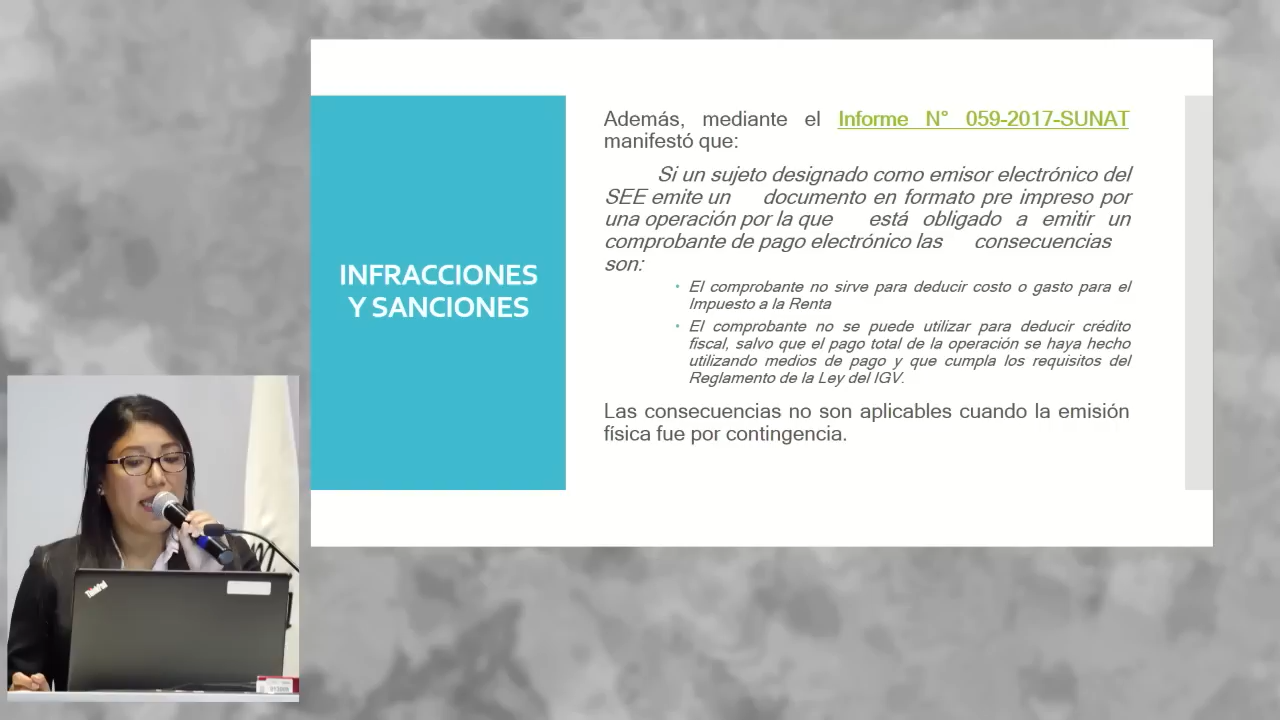 INFRACCIONES
Y SANCIONES
Además, mediante el Informe N° 059-2017-SUNAT
manifestó que:
Si un sujeto designado como emisor electrónico del
SEE emite un documento en formato pre impreso por
una operación por la que está obligado a emitir un
comprobante de pago electrónico las consecuencias
son:
• El comprobante no sirve para deducir costo o gasto para el
Impuesto a la Renta
• El comprobante no se puede utilizar para deducir crédito
fiscal, salvo que el pago total de la operación se haya hecho
utilizando medios de pago y que cumpla los requisitos del
Reglamento de la Ley del IGV.
Las consecuencias no son aplicables cuando la emisión
física fue por contingencia.
ThinkPad